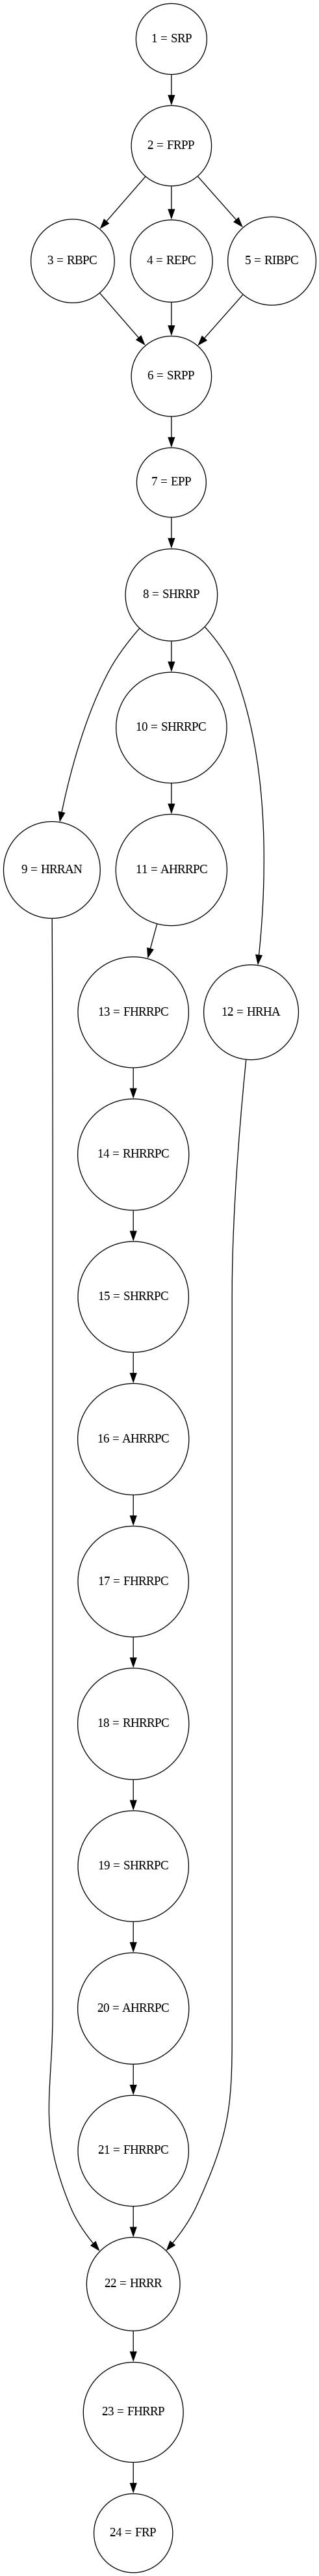 1 = SRP
2 = FRPP
3 = RBPC
4 = REPC
5 = RIBPC
6 = SRPP
7 = EPP
8 = SHRRP
9 = HRRAN
10 = SHRRPC
11 = AHRRPC
12 = HRHA
13 = FHRRPC
14 = RHRRPC
15 = SHRRPC
16 = AHRRPC
17 = FHRRPC
18 = RHRRPC
19 = SHRRPC
20 = AHRRPC
21 = FHRRPC
22 = HRRR
23 = FHRRP
24 = FRP